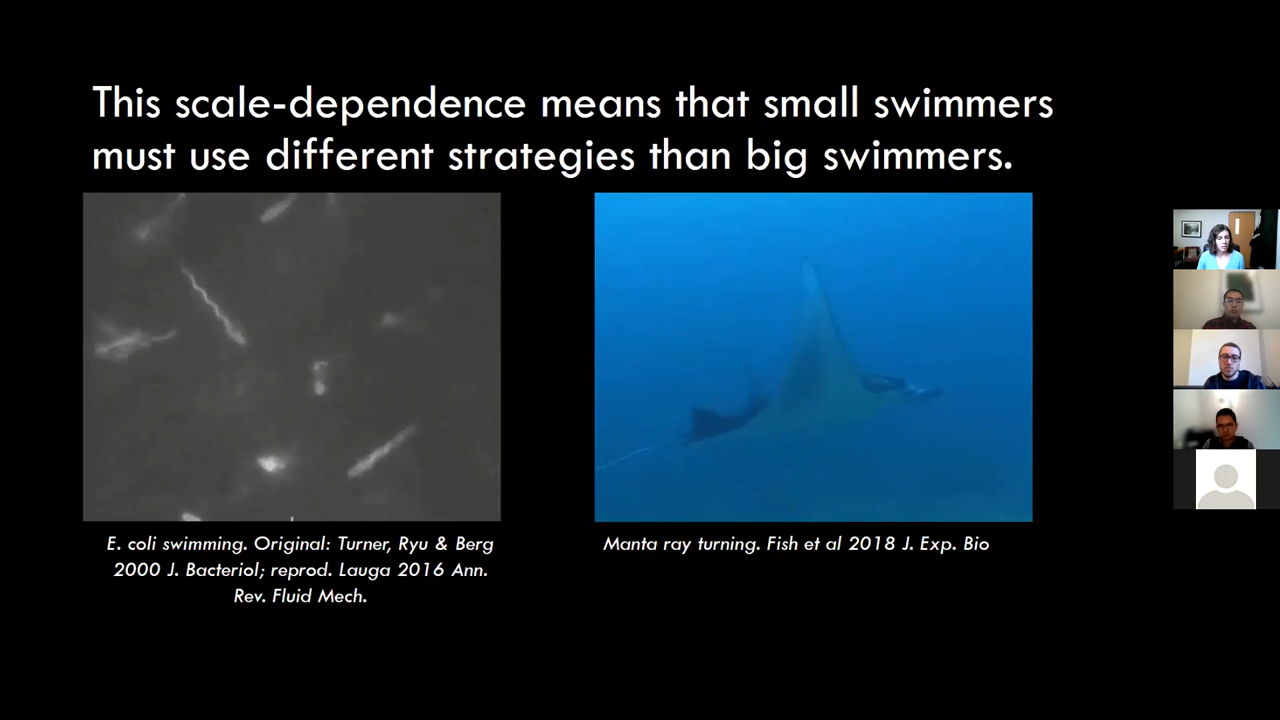 This scale-dependence means that small swimmers
must use different strategies than big swimmers.
E. coli swimming. Original: Turner, Ryu & Berg
2000 J. Bacteriol; reprod. Lauga 2016 Ann.
Rev. Fluid Mech.
Manta ray turning. Fish et al 2018 J. Exp. Bio